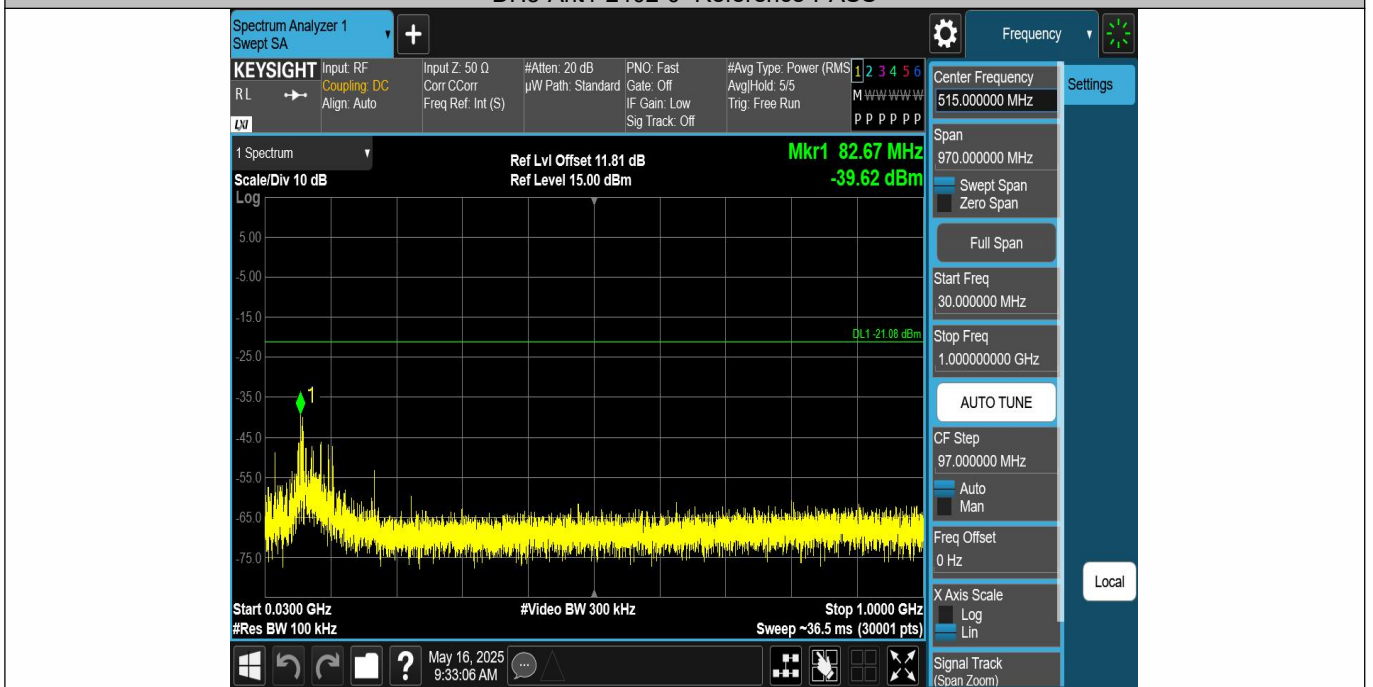 Spectrum Analyzer 1
Swept SA
Frequency
KEYSIGHT
RL
LXI
Input: RF
Coupling: DC
Align: Auto
Input Z: 50 Ω
Corr CCorr
Freq Ref: Int (S)
#Atten: 20 dB
µW Path: Standard
PNO: Fast
Gate: Off
IF Gain: Low
Sig Track: Off
#Avg Type: Power (RMS
Avg|Hold: 5/5
Trig: Free Run
1 2 3 4 5 6
M W W W W W
P P P P P P
1 Spectrum
Scale/Div 10 dB
Log
Ref Lvl Offset 11.81 dB
Ref Level 15.00 dBm
Mkr1 82.67 MHz
-39.62 dBm
5.00
-5.00
-15.0
DL1 -21.08 dBm
-25.0
-35.0
1
-45.0
-55.0
-65.0
-75.0
Start 0.0300 GHz
#Res BW 100 kHz
#Video BW 300 kHz
Stop 1.0000 GHz
Sweep ~36.5 ms (30001 pts)
?
May 16, 2025
9:33:06 AM
Center Frequency
515.000000 MHz
Settings
Span
970.000000 MHz
Swept Span
Zero Span
Full Span
Start Freq
30.000000 MHz
Stop Freq
1.000000000 GHz
AUTO TUNE
CF Step
97.000000 MHz
Auto
Man
Freq Offset
0 Hz
Local
X Axis Scale
Log
Lin
Signal Track
(Span Zoom)